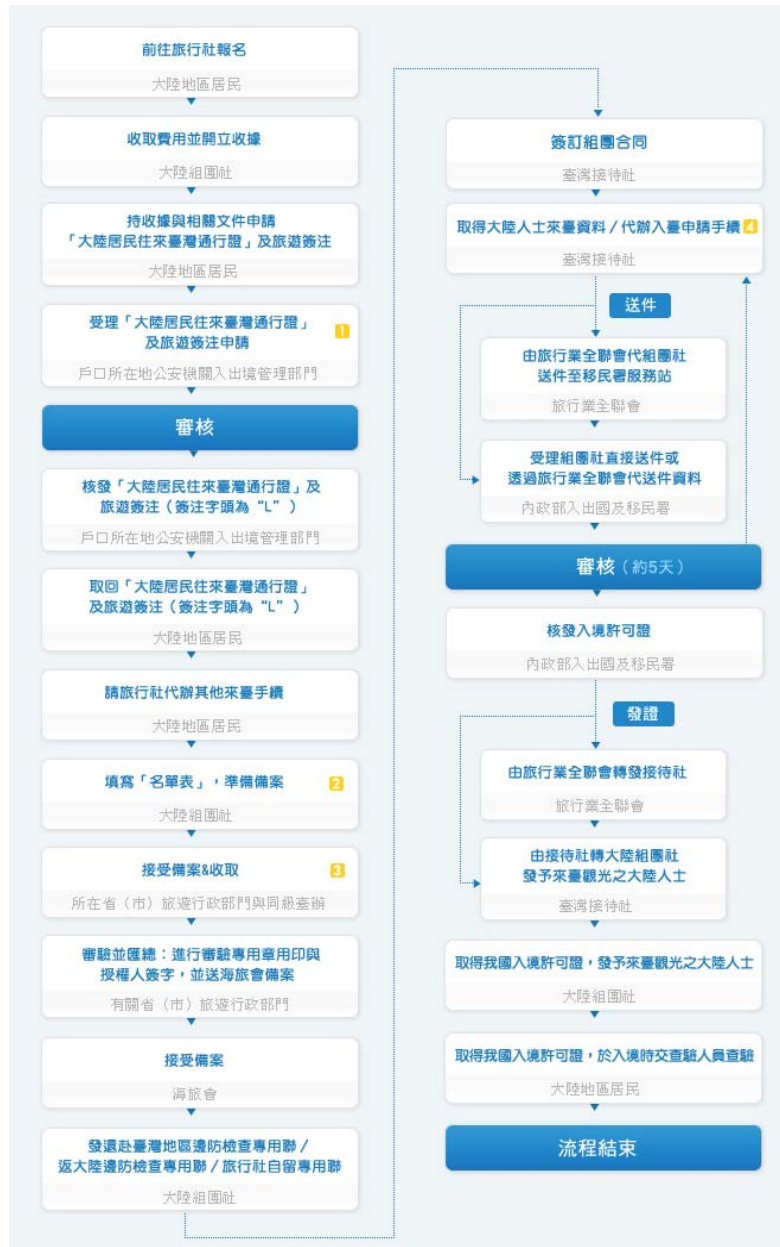 前往旅行社報名
大陸地區居民
收取費用並開立收據
大陸組團社
持收據與相關文件申請
「大陸居民往來臺灣通行證」及旅遊簽注
大陸地區居民
受理「大陸居民往來臺灣通行證」
及旅遊簽注申請
1
戶口所在地公安機關入出境管理部門
審核
核發「大陸居民往來臺灣通行證」及
旅遊簽注（簽注字頭為“L”）
戶口所在地公安機關入出境管理部門
取回「大陸居民往來臺灣通行證」
及旅遊簽注（簽注字頭為“L”）
大陸地區居民
請旅行社代辦其他來臺手續
大陸地區居民
填寫「名單表」，準備備案 2
大陸組團社
接受備案&收取 3
所在省（市）旅遊行政部門與同級臺辦
審驗並匯總：進行審驗專用章用印與
授權人簽字，並送海旅會備案
有關省（市）旅遊行政部門
接受備案
海旅會
發還赴臺灣地區邊防檢查專用聯／
返大陸邊防檢查專用聯／旅行社自留專用聯
大陸組團社
簽訂組團合同
臺灣接待社
取得大陸人士來臺資料／代辦入臺申請手續 4
臺灣接待社
送件
由旅行業全聯會代組團社
送件至移民署服務站
旅行業全聯會
受理組團社直接送件或
透過旅行業全聯會代送件資料
內政部入出國及移民署
審核（約5天）
核發入境許可證
內政部入出國及移民署
發證
由旅行業全聯會轉發接待社
旅行業全聯會
由接待社轉大陸組團社
發予來臺觀光之大陸人士
臺灣接待社
取得我國入境許可證，發予來臺觀光之大陸人士
大陸組團社
取得我國入境許可證，於入境時交查驗人員查驗
大陸地區居民
流程結束